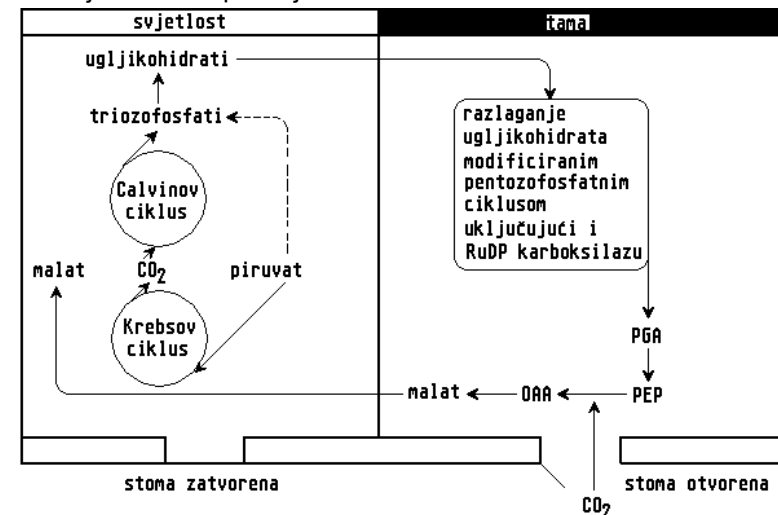 svjetlost
tama
ugljikohidrati
triozofosfati
Calvinov
ciklus
malat
CO2
piruvat
Krebsov
ciklus
razlaganje
ugljikohidrata
modificiranim
pentozofosfatnim
ciklusom
uključujući i
RuDP karboksilazu
PGA
malat
OAA
PEP
stoma zatvorena
stoma otvorena
CO2